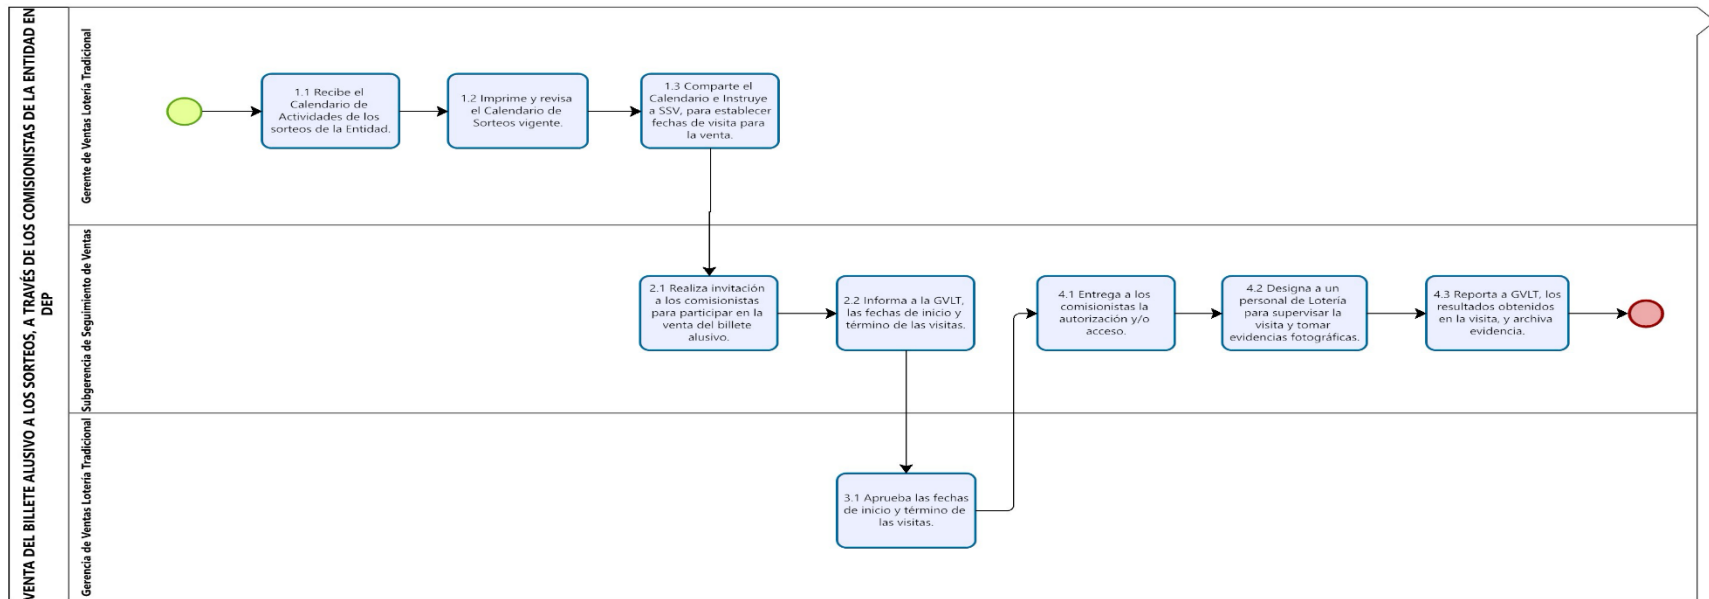 VENTA DEL BILLETE ALUSIVO A LOS SORTEOS, A TRAVÉS DE LOS COMISIONISTAS DE LA ENTIDAD EN
DEP
Gerente de Ventas Lotería Tradicional
1.1 Recibe el
Calendario de
Actividades de los
sorteos de la Entidad.
1.2 Imprime y revisa
el Calendario de
Sorteos vigente.
1.3 Comparte el
Calendario e Instruye
a SSV, para establecer
fechas de visita para
la venta.
Subgerencia de Seguimiento de Ventas
2.1 Realiza invitación
a los comisionistas
para participar en la
venta del billete
alusivo.
2.2 Informa a la GVLT,
las fechas de inicio y
término de las visitas.
4.1 Entrega a los
comisionistas la
autorización y/o
acceso.
4.2 Designa a un
personal de Lotería
para supervisar la
visita y tomar
evidencias fotográficas.
4.3 Reporta a GVLT, los
resultados obtenidos
en la visita, y archiva
evidencia.
Gerencia de Ventas Lotería Tradicional
3.1 Aprueba las fechas
de inicio y término de
las visitas.